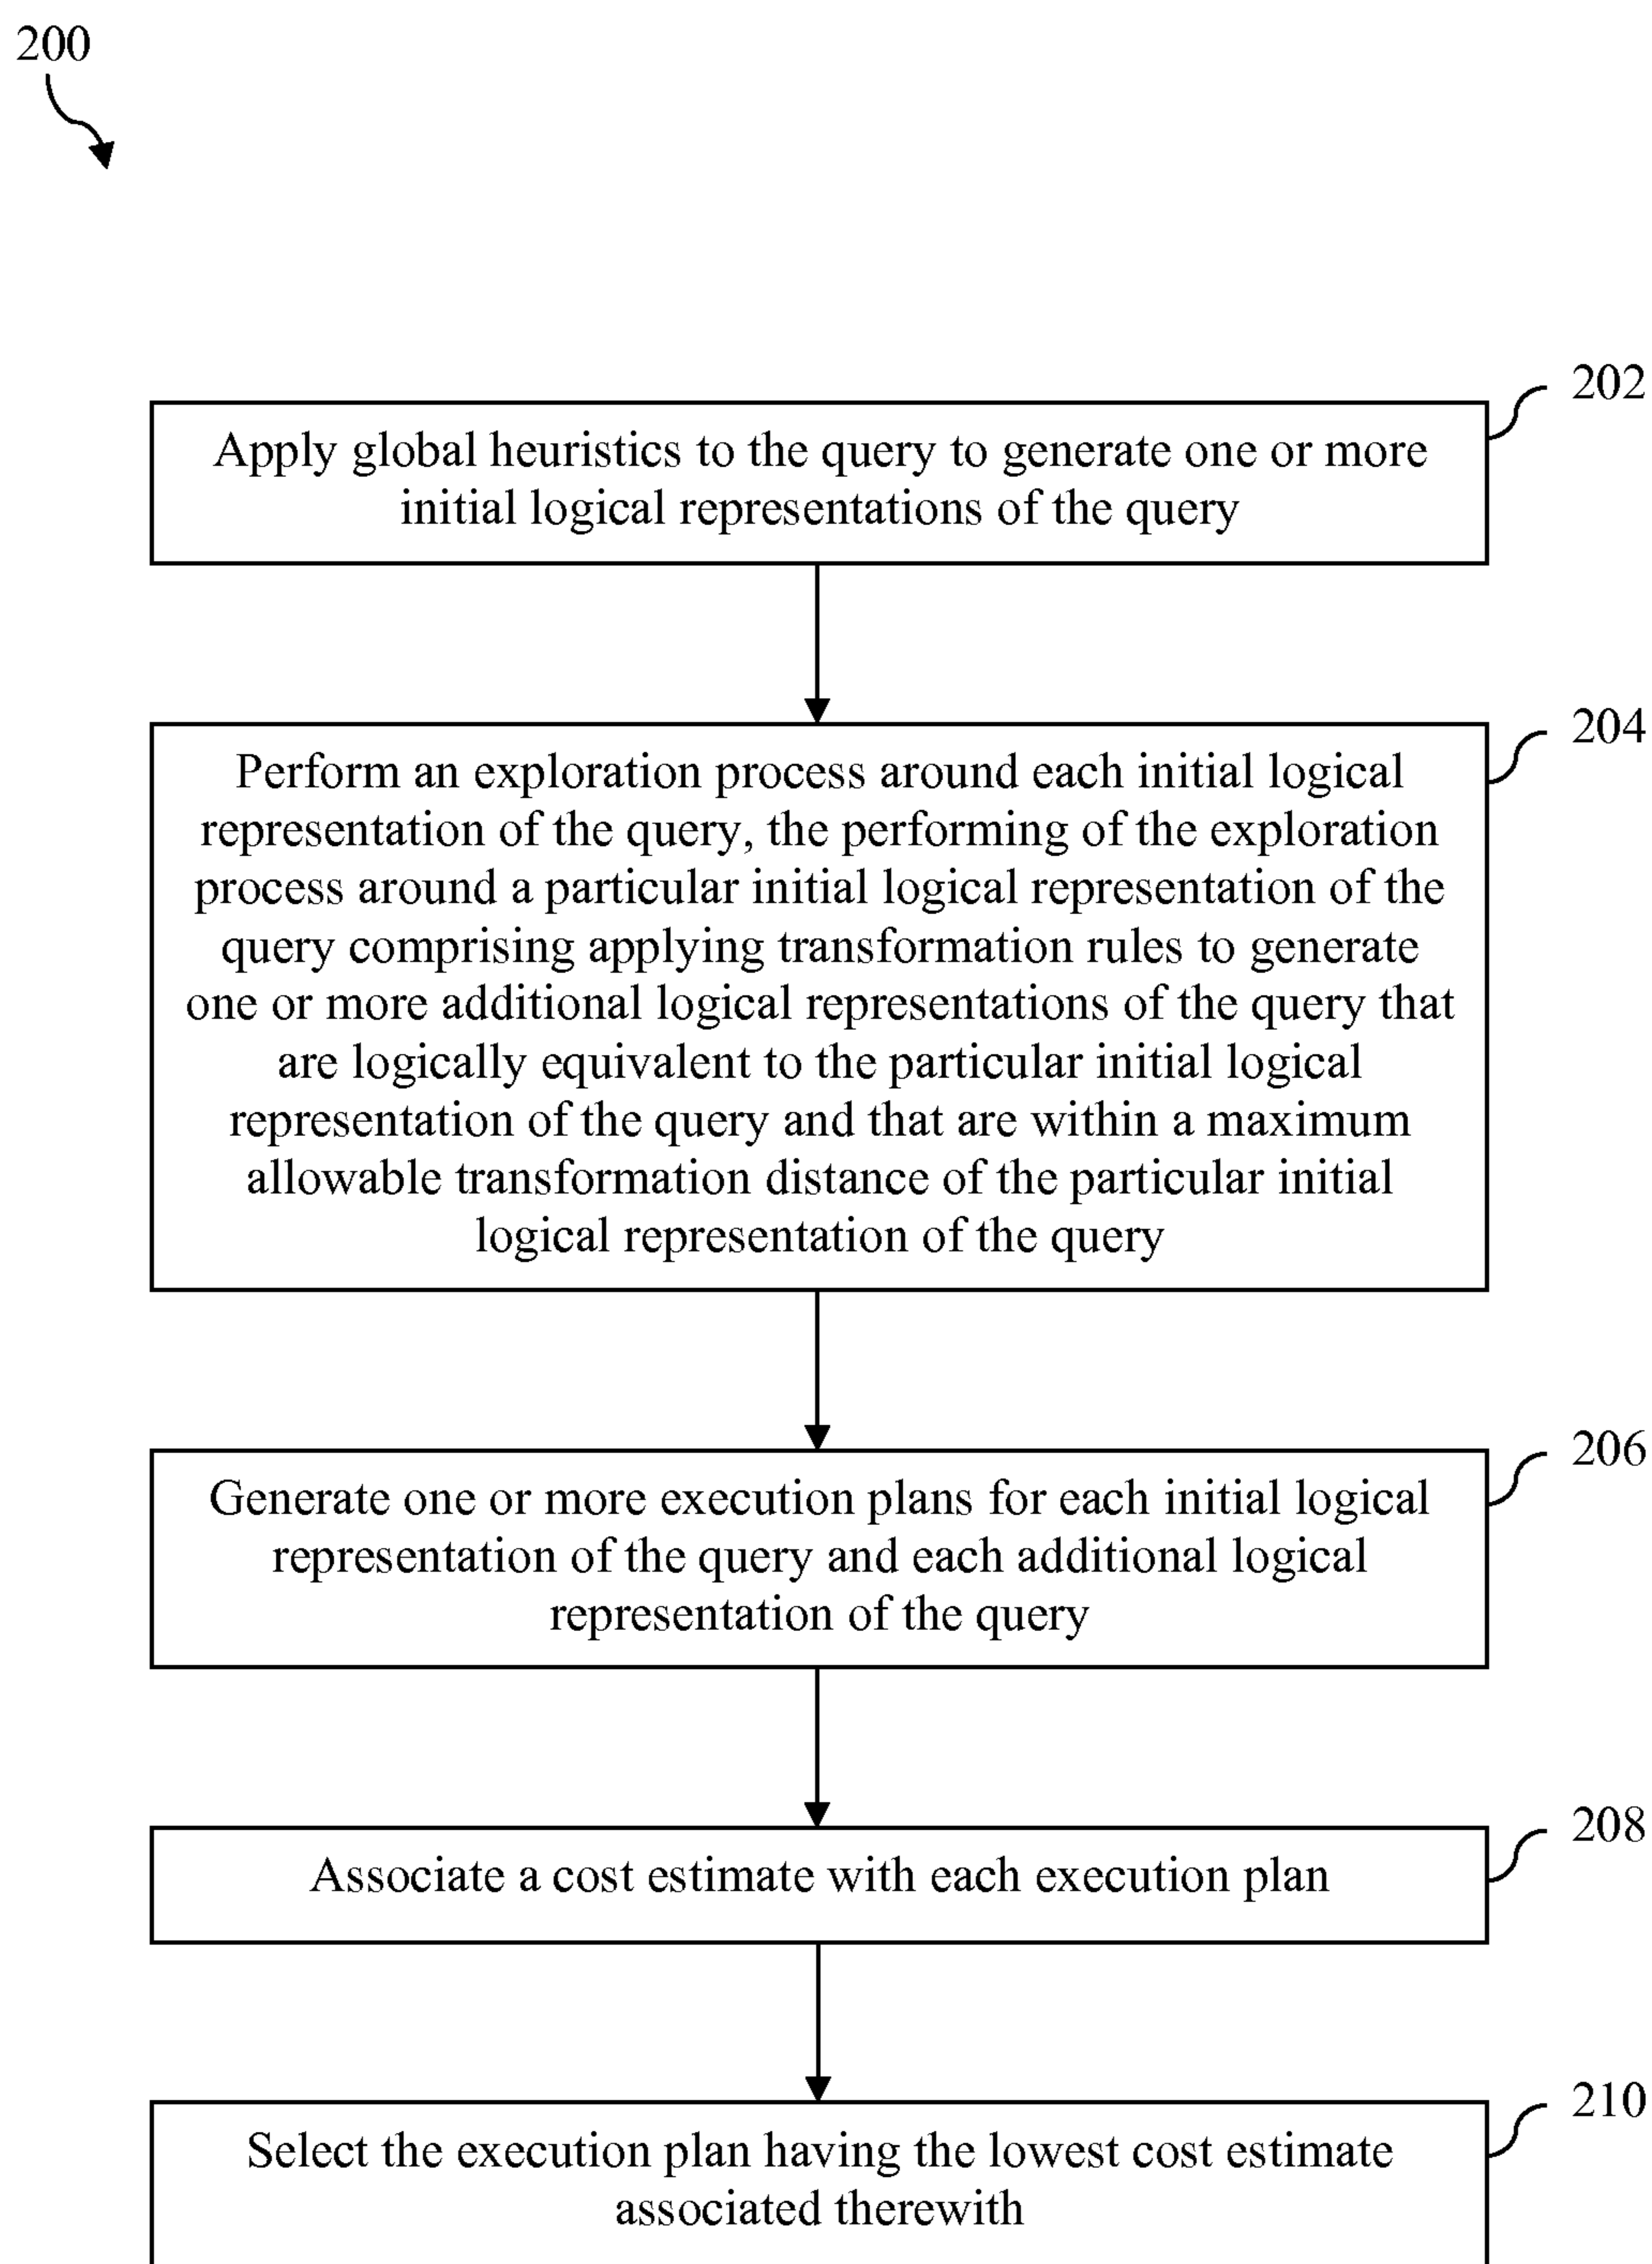 200
202
Apply global heuristics to the query to generate one or more
initial logical representations of the query
204
Perform an exploration process around each initial logical
representation of the query, the performing of the exploration
process around a particular initial logical representation of the
query comprising applying transformation rules to generate
one or more additional logical representations of the query that
are logically equivalent to the particular initial logical
representation of the query and that are within a maximum
allowable transformation distance of the particular initial
logical representation of the query
206
Generate one or more execution plans for each initial logical
representation of the query and each additional logical
representation of the query
208
Associate a cost estimate with each execution plan
210
Select the execution plan having the lowest cost estimate
associated therewith